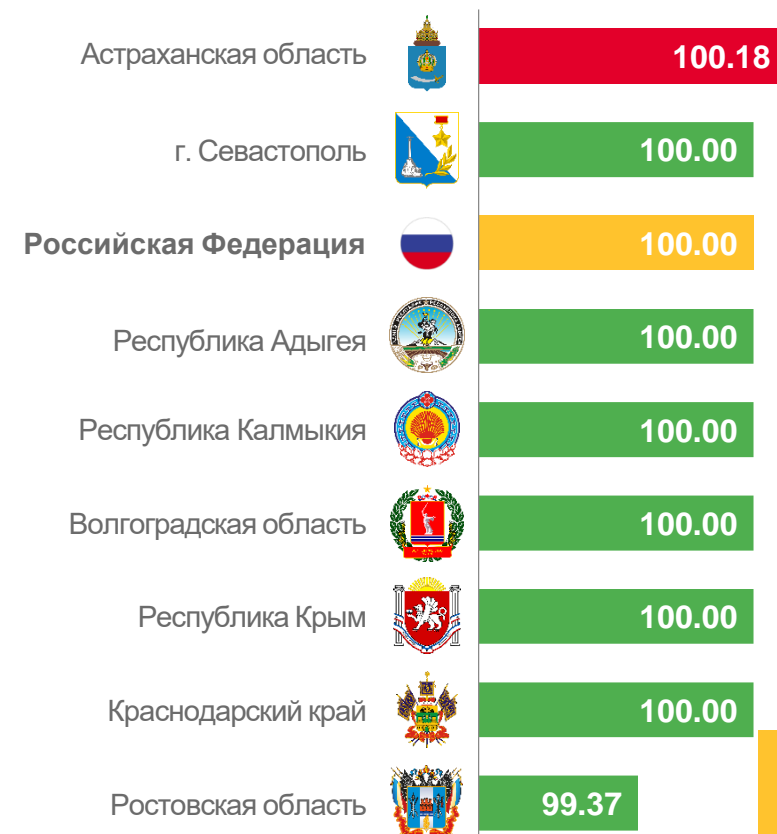 Астраханская область 100.18
г. Севастополь 100.00
Российская Федерация 100.00
Республика Адыгея 100.00
Республика Калмыкия 100.00
Волгоградская область 100.00
Республика Крым 100.00
Краснодарский край 100.00
Ростовская область 99.37